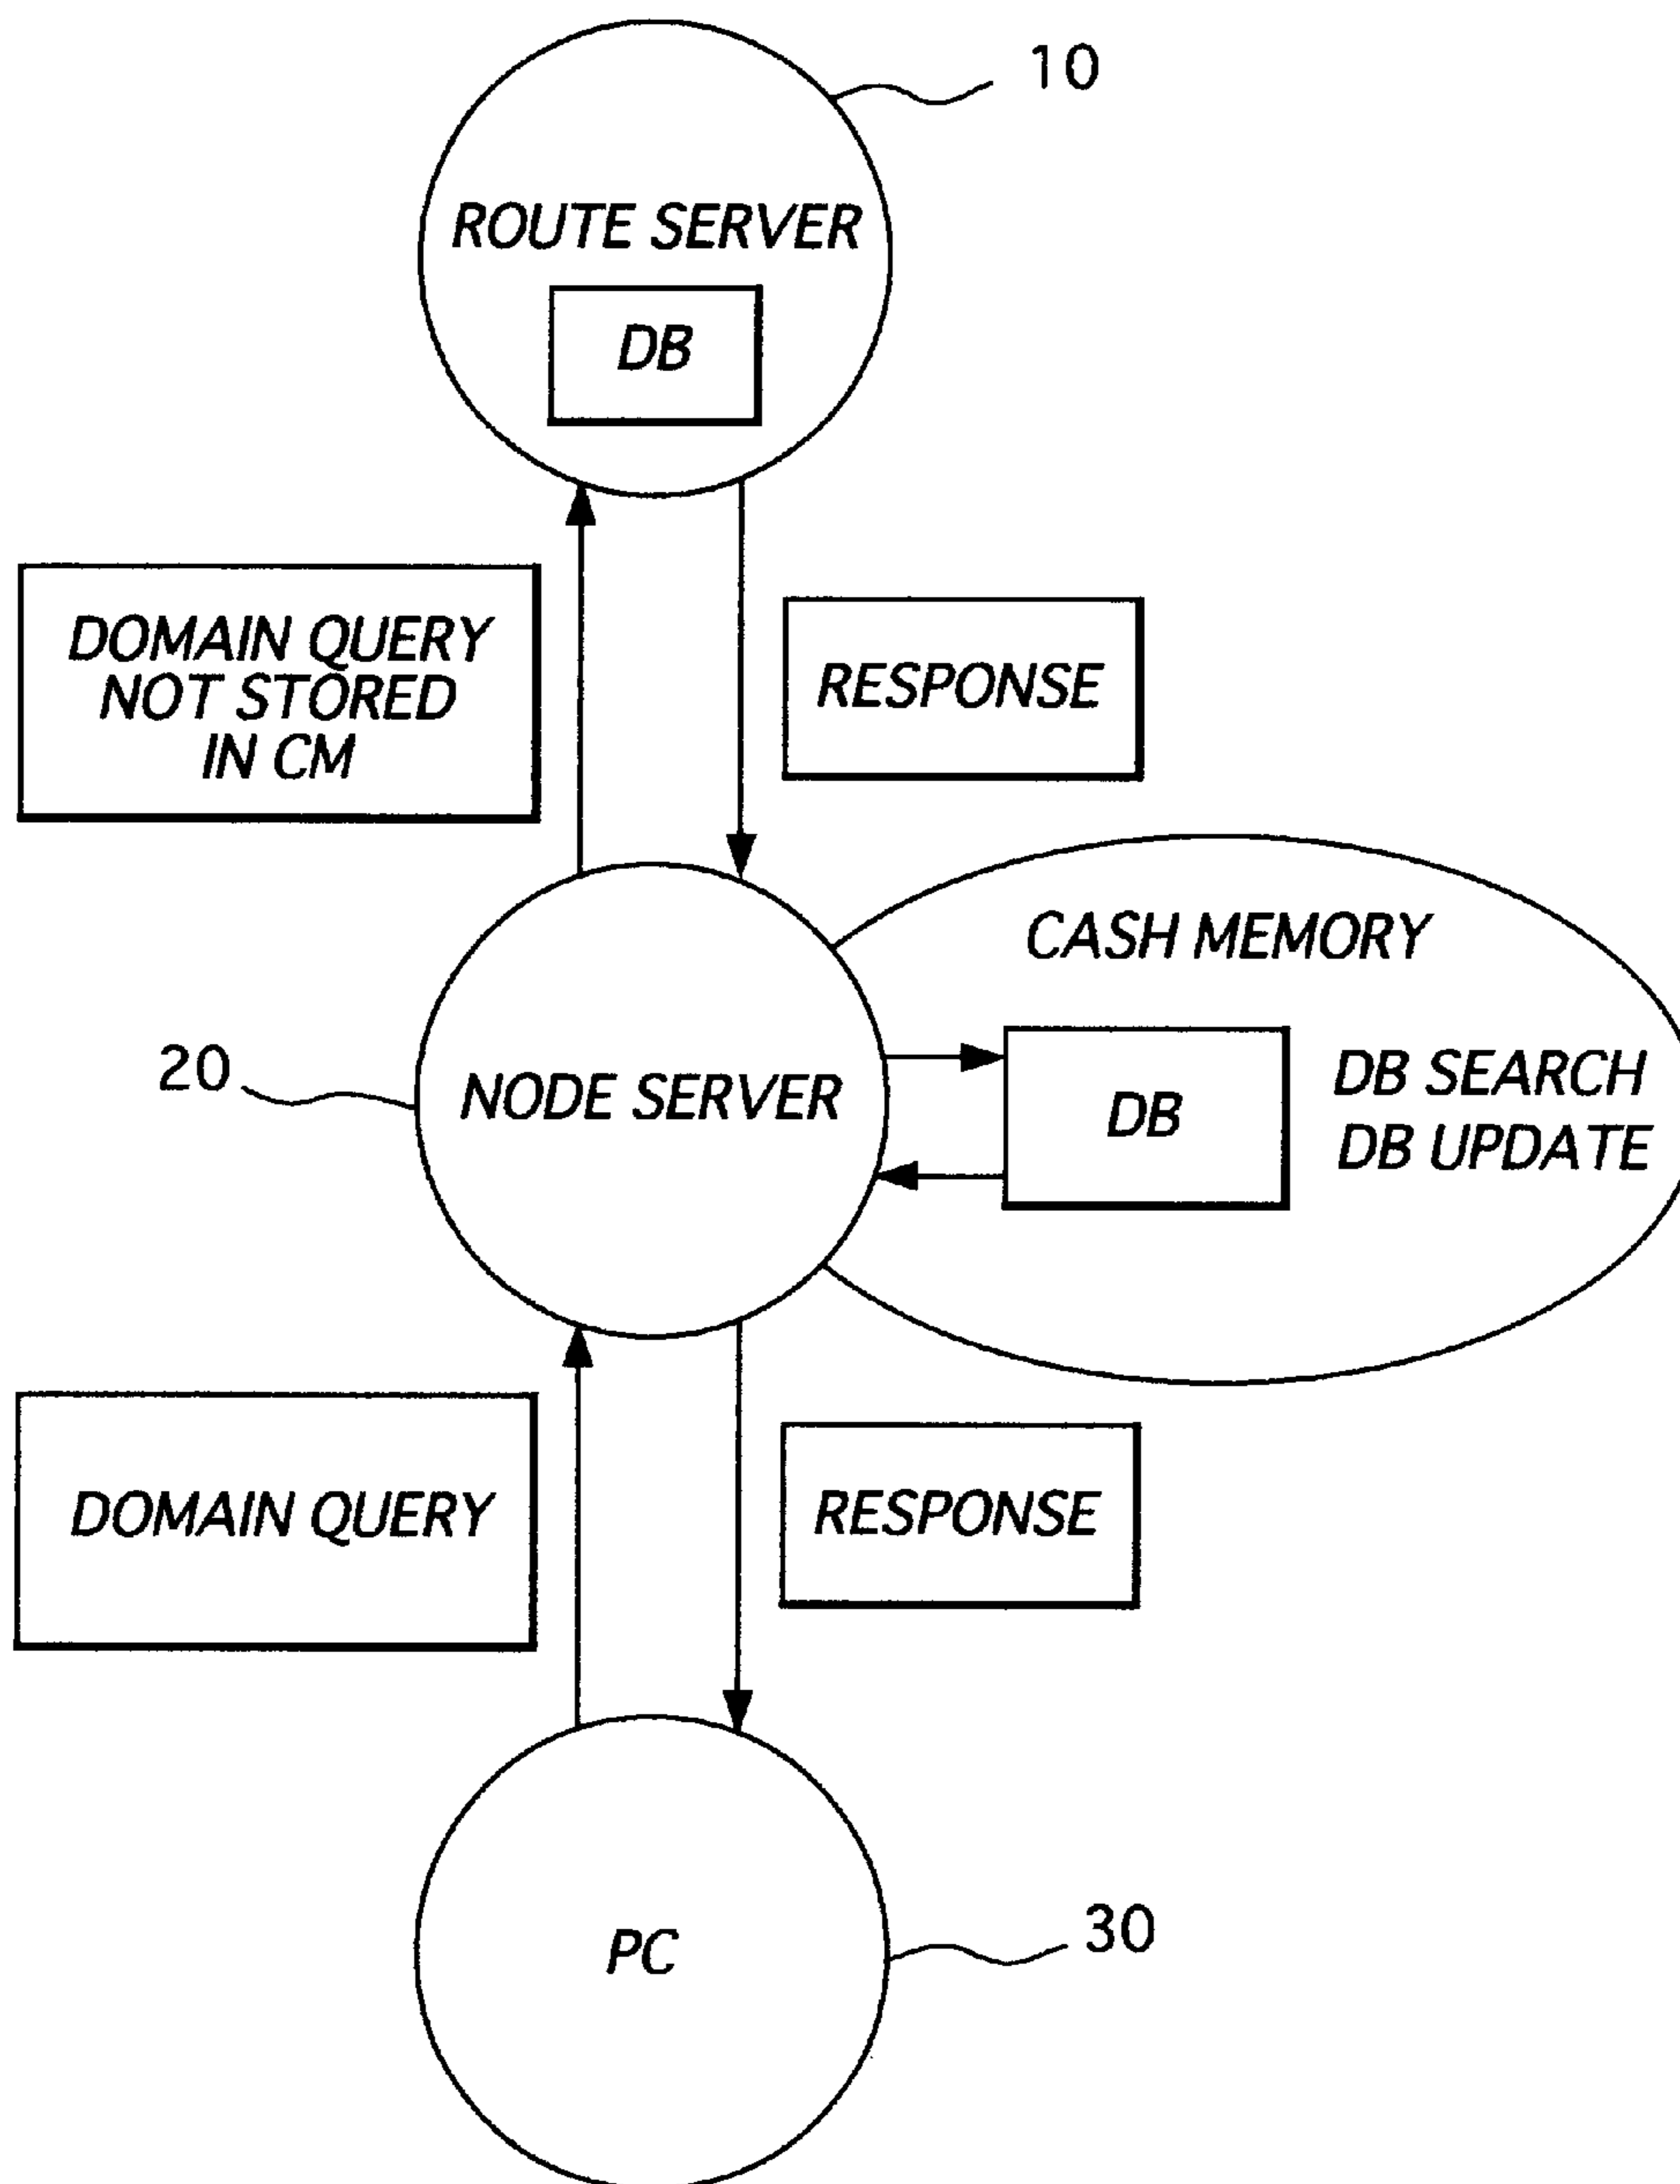 10
ROUTE SERVER
DB
DOMAIN QUERY
NOT STORED
IN CM
RESPONSE
CASH MEMORY
20
NODE SERVER
DB
DB SEARCH
DB UPDATE
DOMAIN QUERY
RESPONSE
PC
30